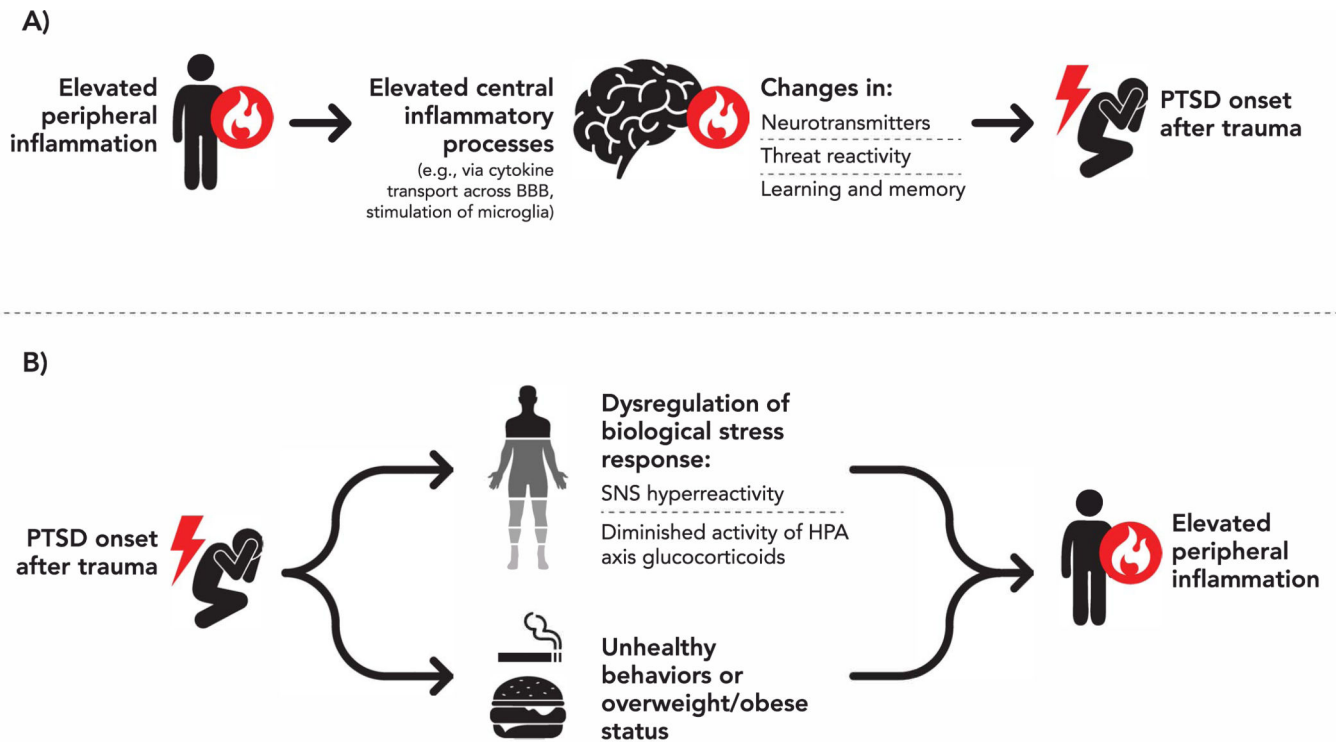 A)
Elevated
peripheral
inflammation
Elevated central
inflammatory
processes
(e.g., via cytokine
transport across BBB,
stimulation of microglia)
Changes in:
Neurotransmitters
Threat reactivity
Learning and memory
PTSD onset
after trauma
B)
PTSD onset
after trauma
Dysregulation of
biological stress
response:
SNS hyperreactivity
Diminished activity of HPA
axis glucocorticoids
Unhealthy
behaviors or
overweight/obese
status
Elevated
peripheral
inflammation